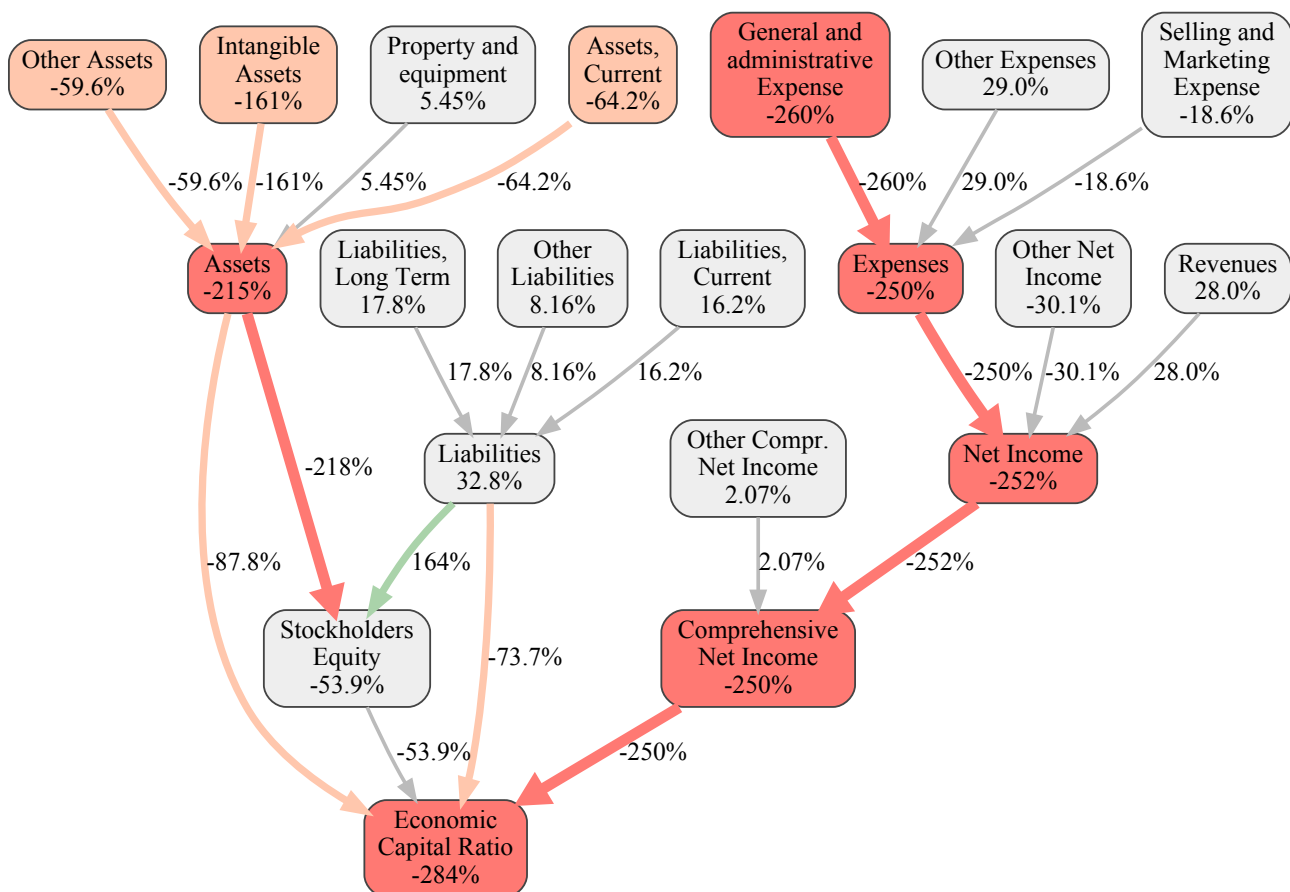 Other Assets
-59.6%
Intangible
Assets
-161%
Property and
equipment
5.45%
Assets,
Current
-64.2%
General and
administrative
Expense
-260%
Other Expenses
29.0%
Selling and
Marketing
Expense
-18.6%
-59.6%
-161%
5.45%
-64.2%
-260%
29.0%
-18.6%
Assets
-215%
Liabilities,
Long Term
17.8%
Other
Liabilities
8.16%
Liabilities,
Current
16.2%
Expenses
-250%
Other Net
Income
-30.1%
Revenues
28.0%
17.8%
8.16%
16.2%
-250%
-30.1%
28.0%
-218%
Liabilities
32.8%
Other Compr.
Net Income
2.07%
Net Income
-252%
-87.8%
164%
2.07%
-252%
Stockholders
Equity
-53.9%
-73.7%
Comprehensive
Net Income
-250%
-53.9%
-250%
Economic
Capital Ratio
-284%